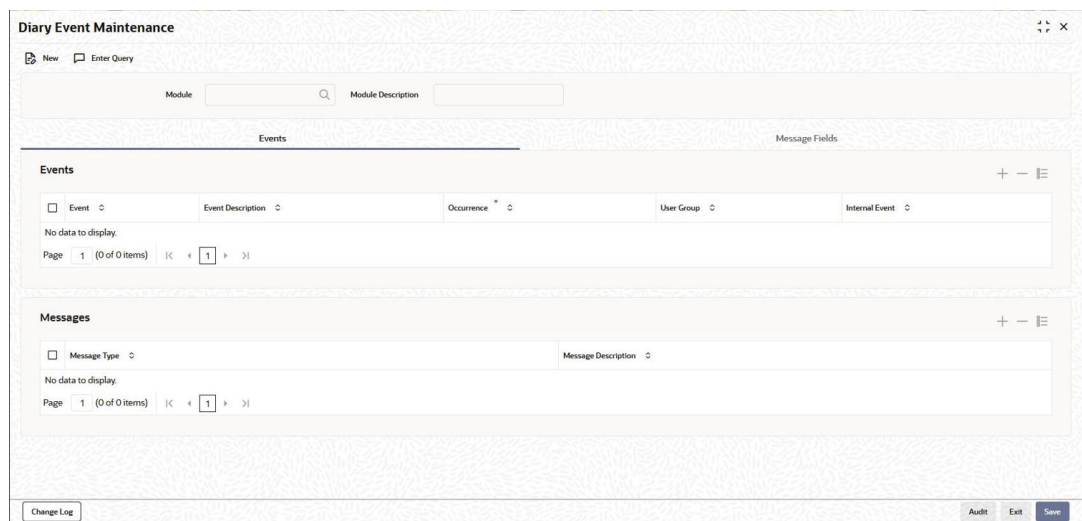 Diary Event Maintenance
New Enter Query
Module Module Description
Events Message Fields
Events
Event Event Description Occurrence * User Group Internal Event
No data to display.
Page 1 (0 of 0 items) 1
Messages
Message Type Message Description
No data to display.
Page 1 (0 of 0 items) 1
Change Log Audit Exit Save